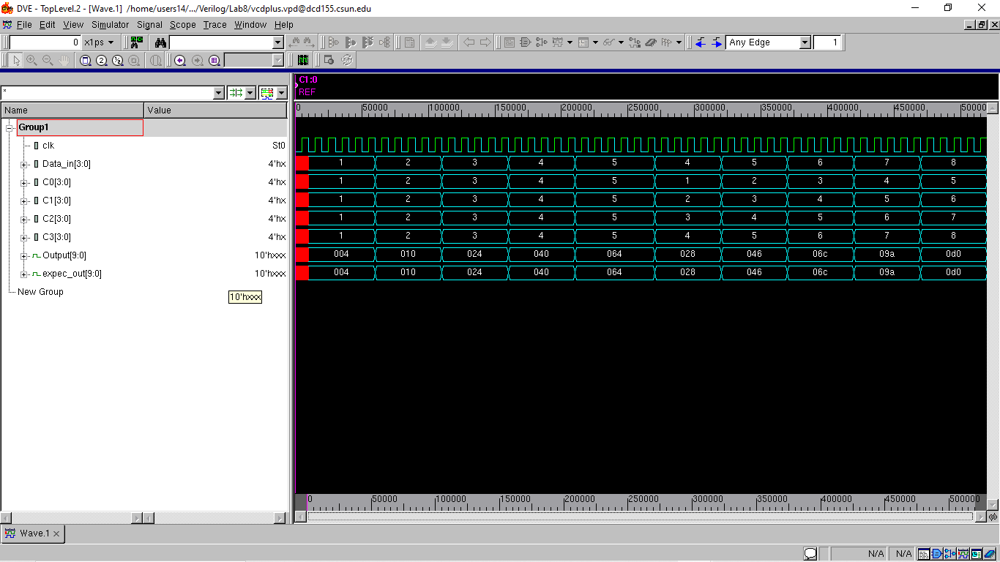 DVE - TopLevel.2 - [Wave.1] /home/users14/.../Verilog/Lab8/vcdplus.vpd@dcd155.csun.edu
File Edit View Simulator Signal Scope Trace Window Help
0 x1ps Any Edge 1
C1:0
REF
*
Name Value
0 50000 100000 150000 200000 250000 300000 350000 400000 450000 50000
Group1
clk St0
Data_in[3:0] 4'hx 1 2 3 4 5 4 5 6 7 8
C0[3:0] 4'hx 1 2 3 4 5 1 2 3 4 5
C1[3:0] 4'hx 1 2 3 4 5 2 3 4 5 6
C2[3:0] 4'hx 1 2 3 4 5 3 4 5 6 7
C3[3:0] 4'hx 1 2 3 4 5 4 5 6 7 8
Output[9:0] 10'hxxx 004 010 024 040 064 028 046 06c 09a 0d0
expec_out[9:0] 10'hxxx 004 010 024 040 064 028 046 06c 09a 0d0
New Group
10'hxxx
0 50000 100000 150000 200000 250000 300000 350000 400000 450000 500000
Wave.1
N/A N/A